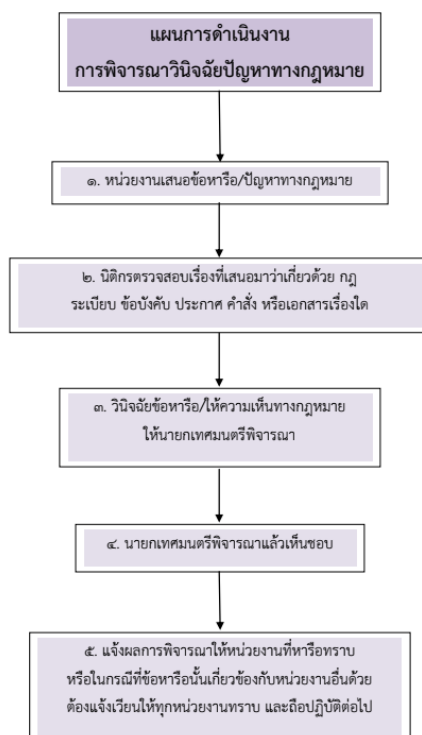 แผนการดำเนินงาน
การพิจารณาวินิจฉัยปัญหาทางกฎหมาย
๑. หน่วยงานเสนอข้อหารือ/ปัญหาทางกฎหมาย
๒. นิติกรตรวจสอบเรื่องที่เสนอมาว่าเกี่ยวด้วย กฎ
ระเบียบ ข้อบังคับ ประกาศ คำสั่ง หรือเอกสารเรื่องใด
๓. วินิจฉัยข้อหารือ/ให้ความเห็นทางกฎหมาย
ให้นายกเทศมนตรีพิจารณา
๔. นายกเทศมนตรีพิจารณาแล้วเห็นชอบ
๕. แจ้งผลการพิจารณาให้หน่วยงานที่หารือทราบ
หรือในกรณีที่ข้อหารือนั้นเกี่ยวข้องกับหน่วยงานอื่นด้วย
ต้องแจ้งเวียนให้ทุกหน่วยงานทราบ และถือปฏิบัติต่อไป